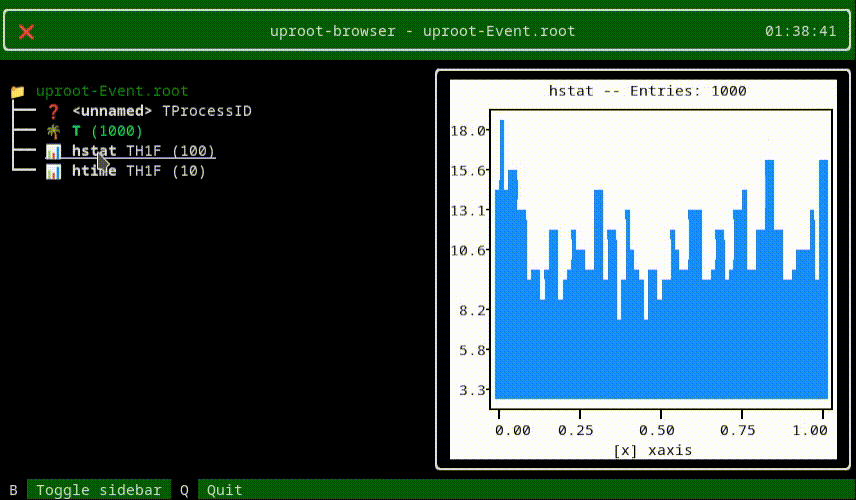 uproot-browser - uproot-Event.root
01:38:41
uproot-Event.root
<unnamed> TProcessID
T (1000)
hstat TH1F (100)
htime TH1F (10)
hstat -- Entries: 1000
18.0
15.6
13.1
10.6
8.2
5.8
3.3
0.00 0.25 0.50 0.75 1.00
[x] xaxis
B Toggle sidebar Q Quit